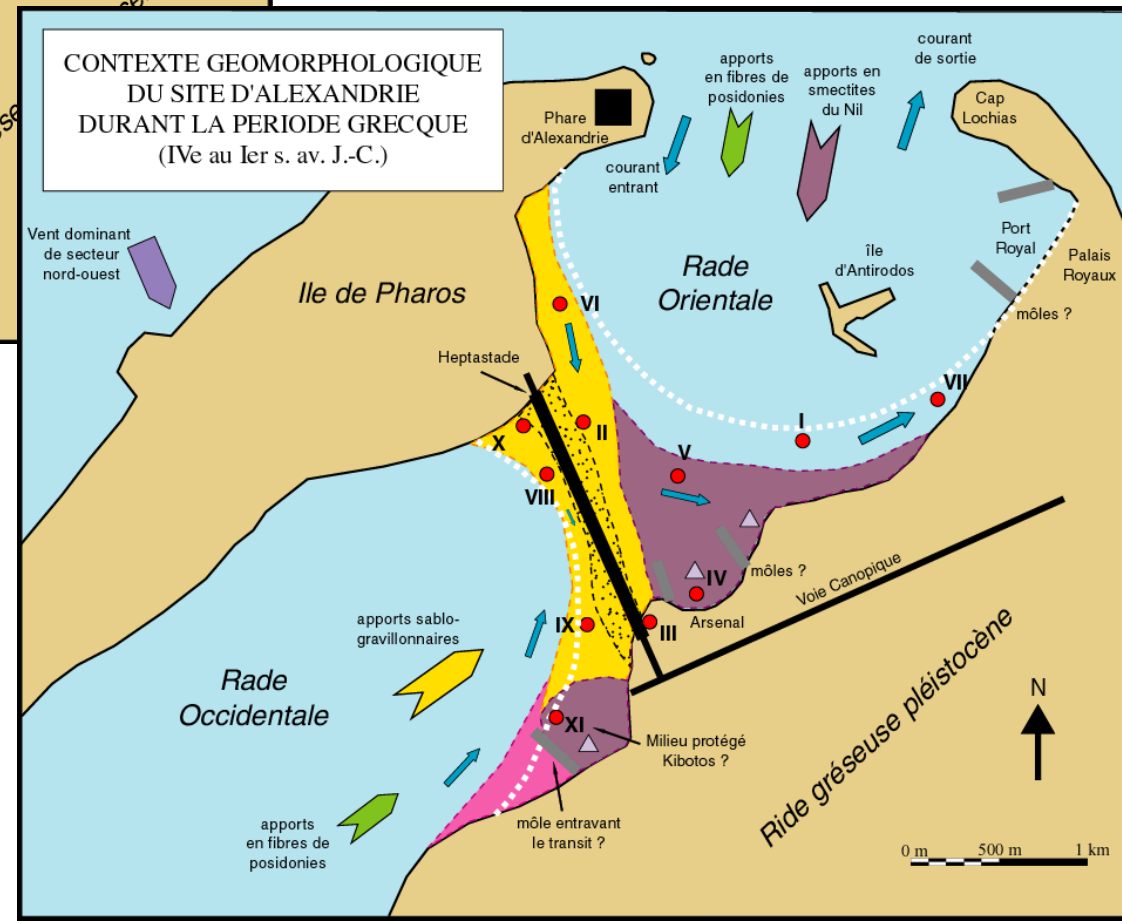 CONTEXTE GEOMORPHOLOGIQUE
DU SITE D'ALEXANDRIE
DURANT LA PERIODE GRECQUE
(IVe au Ier s. av. J.-C.)
Vent dominant
de secteur
nord-ouest
Ile de Pharos
Phare
d'Alexandrie
courant
entrant
apports
en fibres de
posidonies
apports en
smectites
du Nil
courant
de sortie
Cap
Lochias
Port
Royal
Palais
Royaux
môles ?
île
d'Antirodos
Rade
Orientale
VI
Heptastade
VII
I
II
X
V
VIII
môles ?
IV
Voie Canopique
IX
III
Arsenal
apports sablo-
gravillonnaires
Rade
Occidentale
XI
Milieu protégé
Kibotos ?
môle entravant
le transit ?
apports
en fibres de
posidonies
Ride gréseuse pléistocène
N
0 m 500 m 1 km